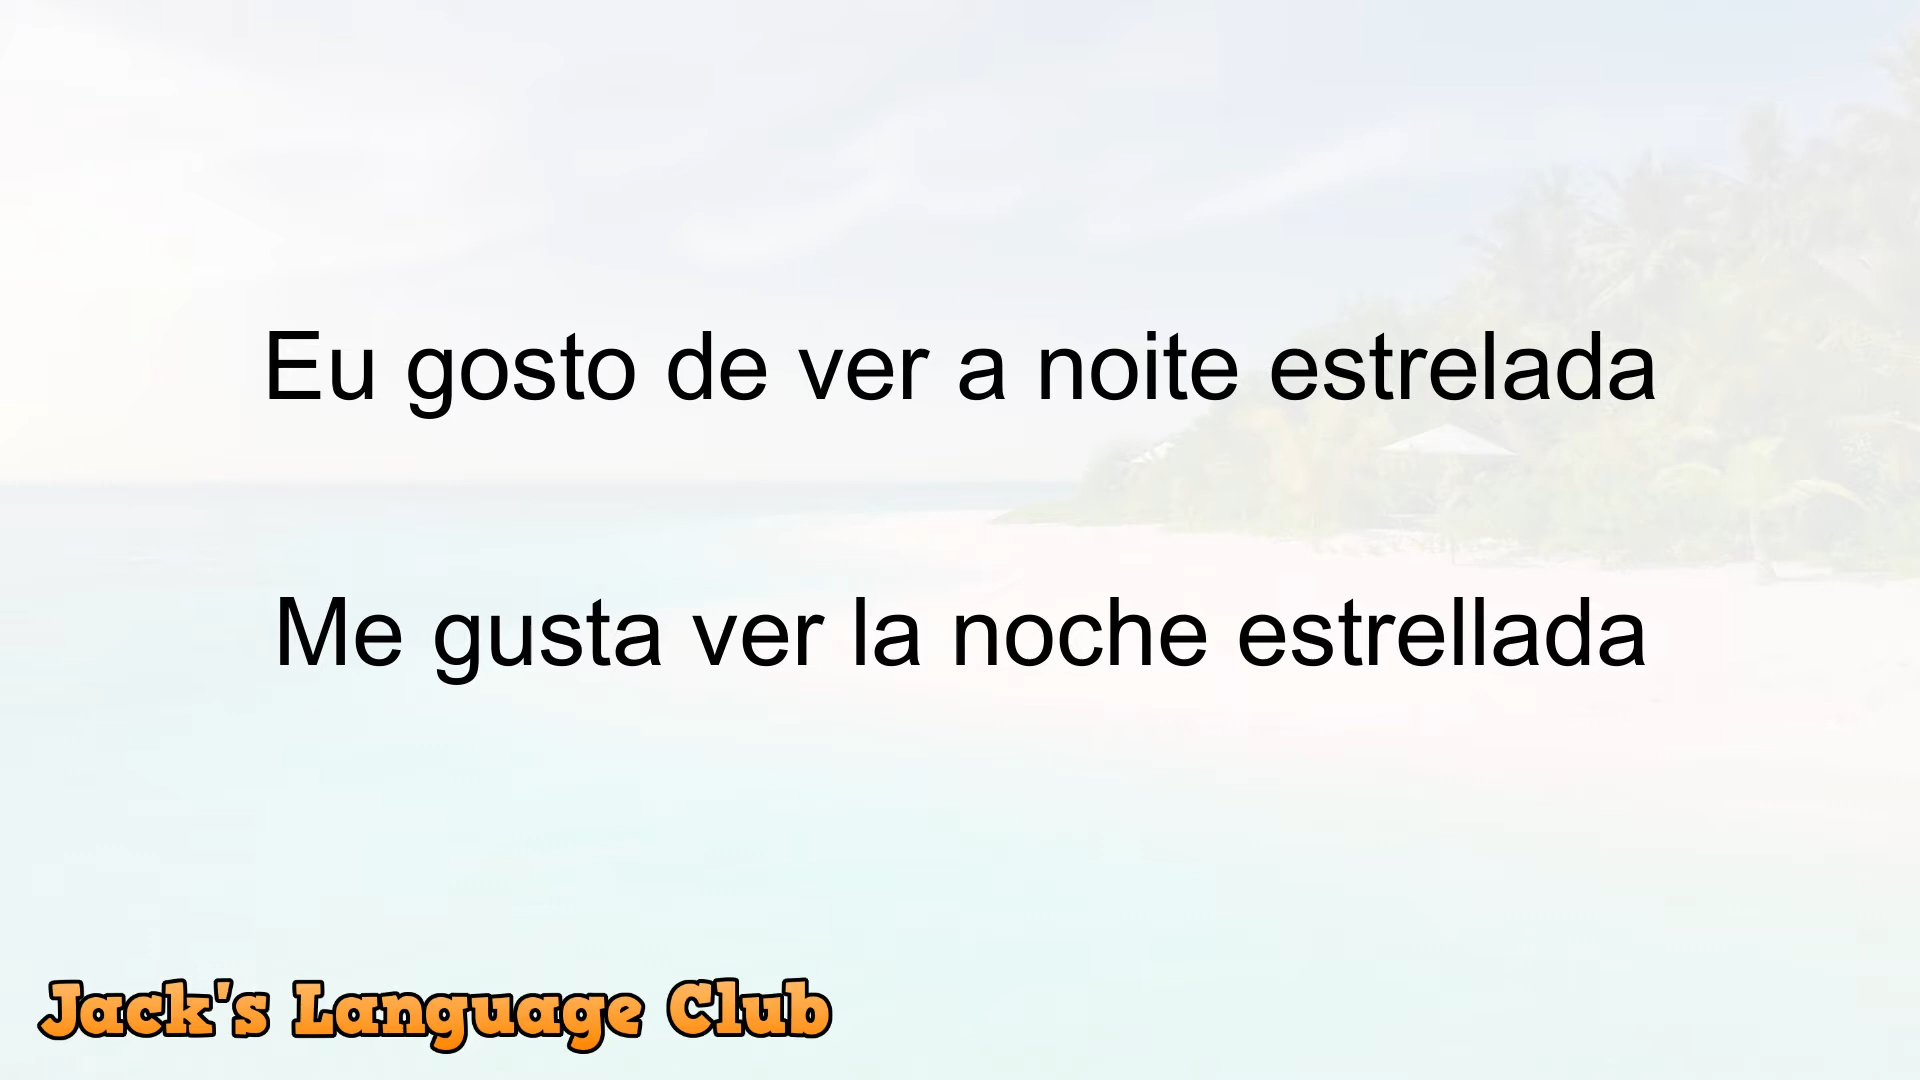 Eu gosto de ver a noite estrelada
Me gusta ver la noche estrellada
Jack's Language Club